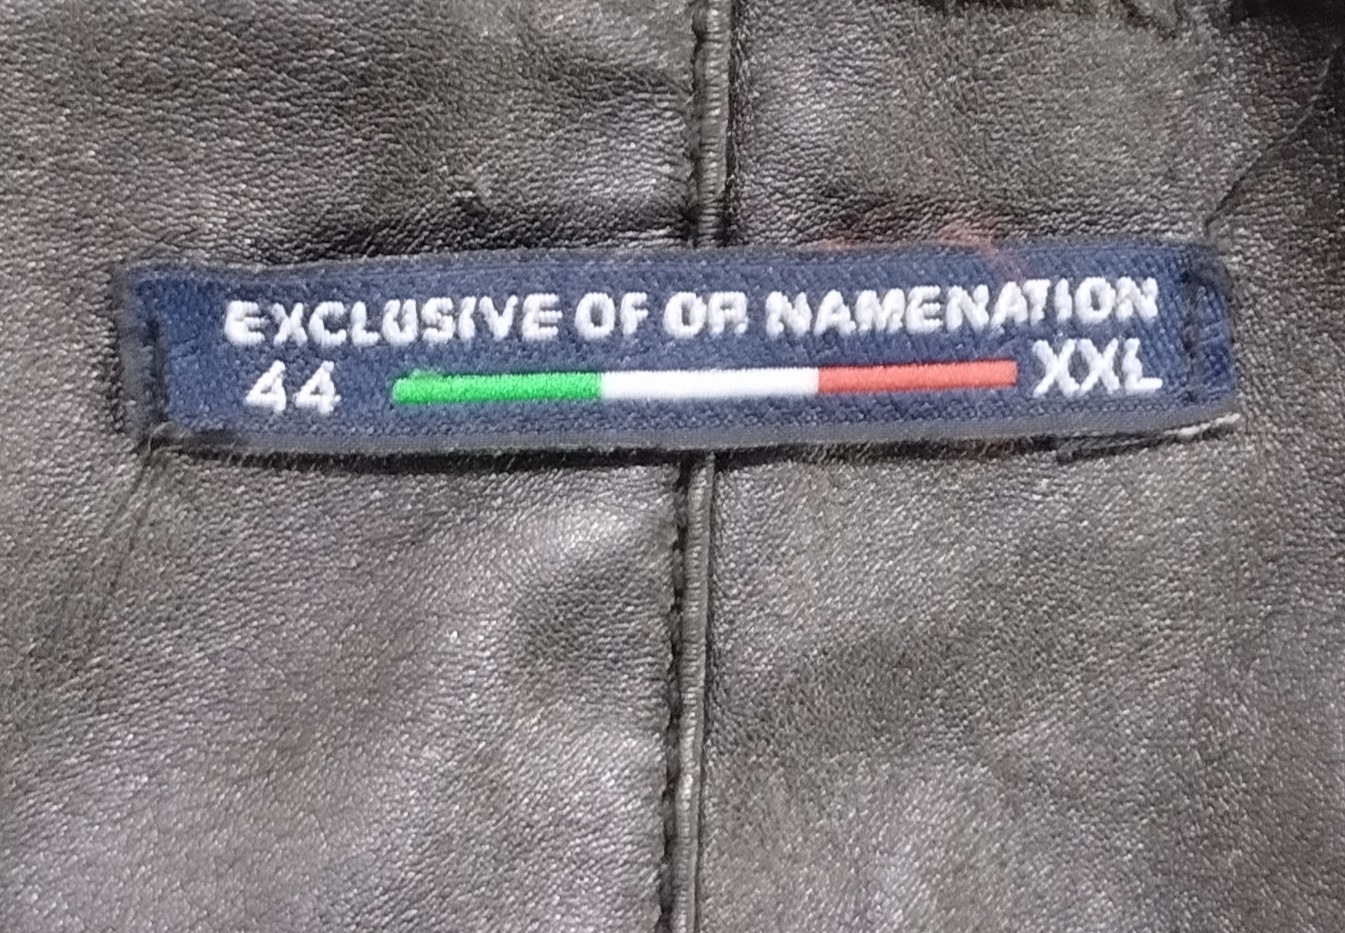 EXCLUSIVE OF OR NAMENATION
44 XXL